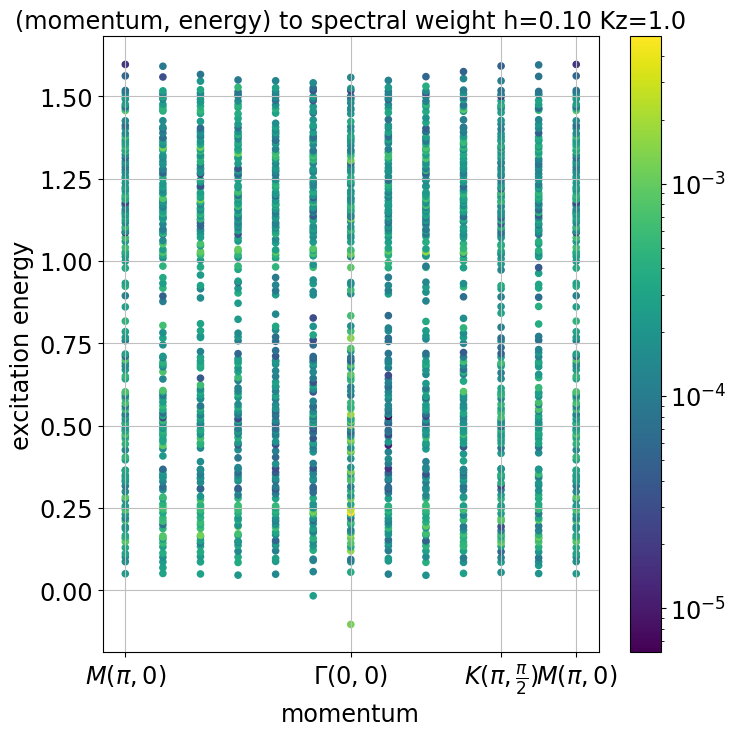 (momentum, energy) to spectral weight h=0.10 Kz=1.0
excitation energy
1.50
1.25
1.00
0.75
0.50
0.25
0.00
M(π, 0)
Γ(0, 0)
K(π, π/2)
M(π, 0)
momentum
10⁻³
10⁻⁴
10⁻⁵